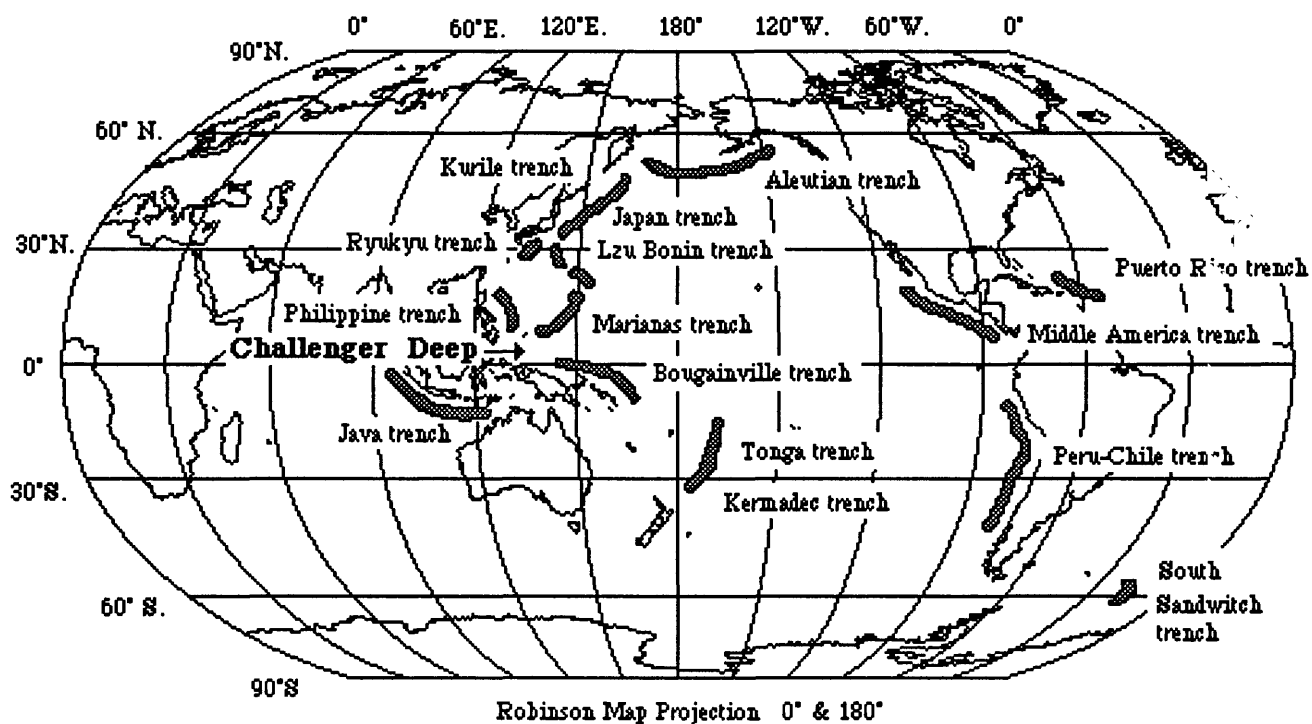 0° 60°E. 120°E. 180° 120°W. 60°W. 0°
90°N.
60° N.
Kurile trench
Aleutian trench
Japan trench
30°N.
Ryukyu trench
Lzu Bonin trench
Puerto Rico trench
Philippine trench
Marianas trench
Middle America trench
Challenger Deep
0°
Bougainville trench
Java trench
Tonga trench
Peru-Chile trench
30°S.
Kermadec trench
South
Sandwitch
trench
60° S.
90°S
Robinson Map Projection 0° & 180°